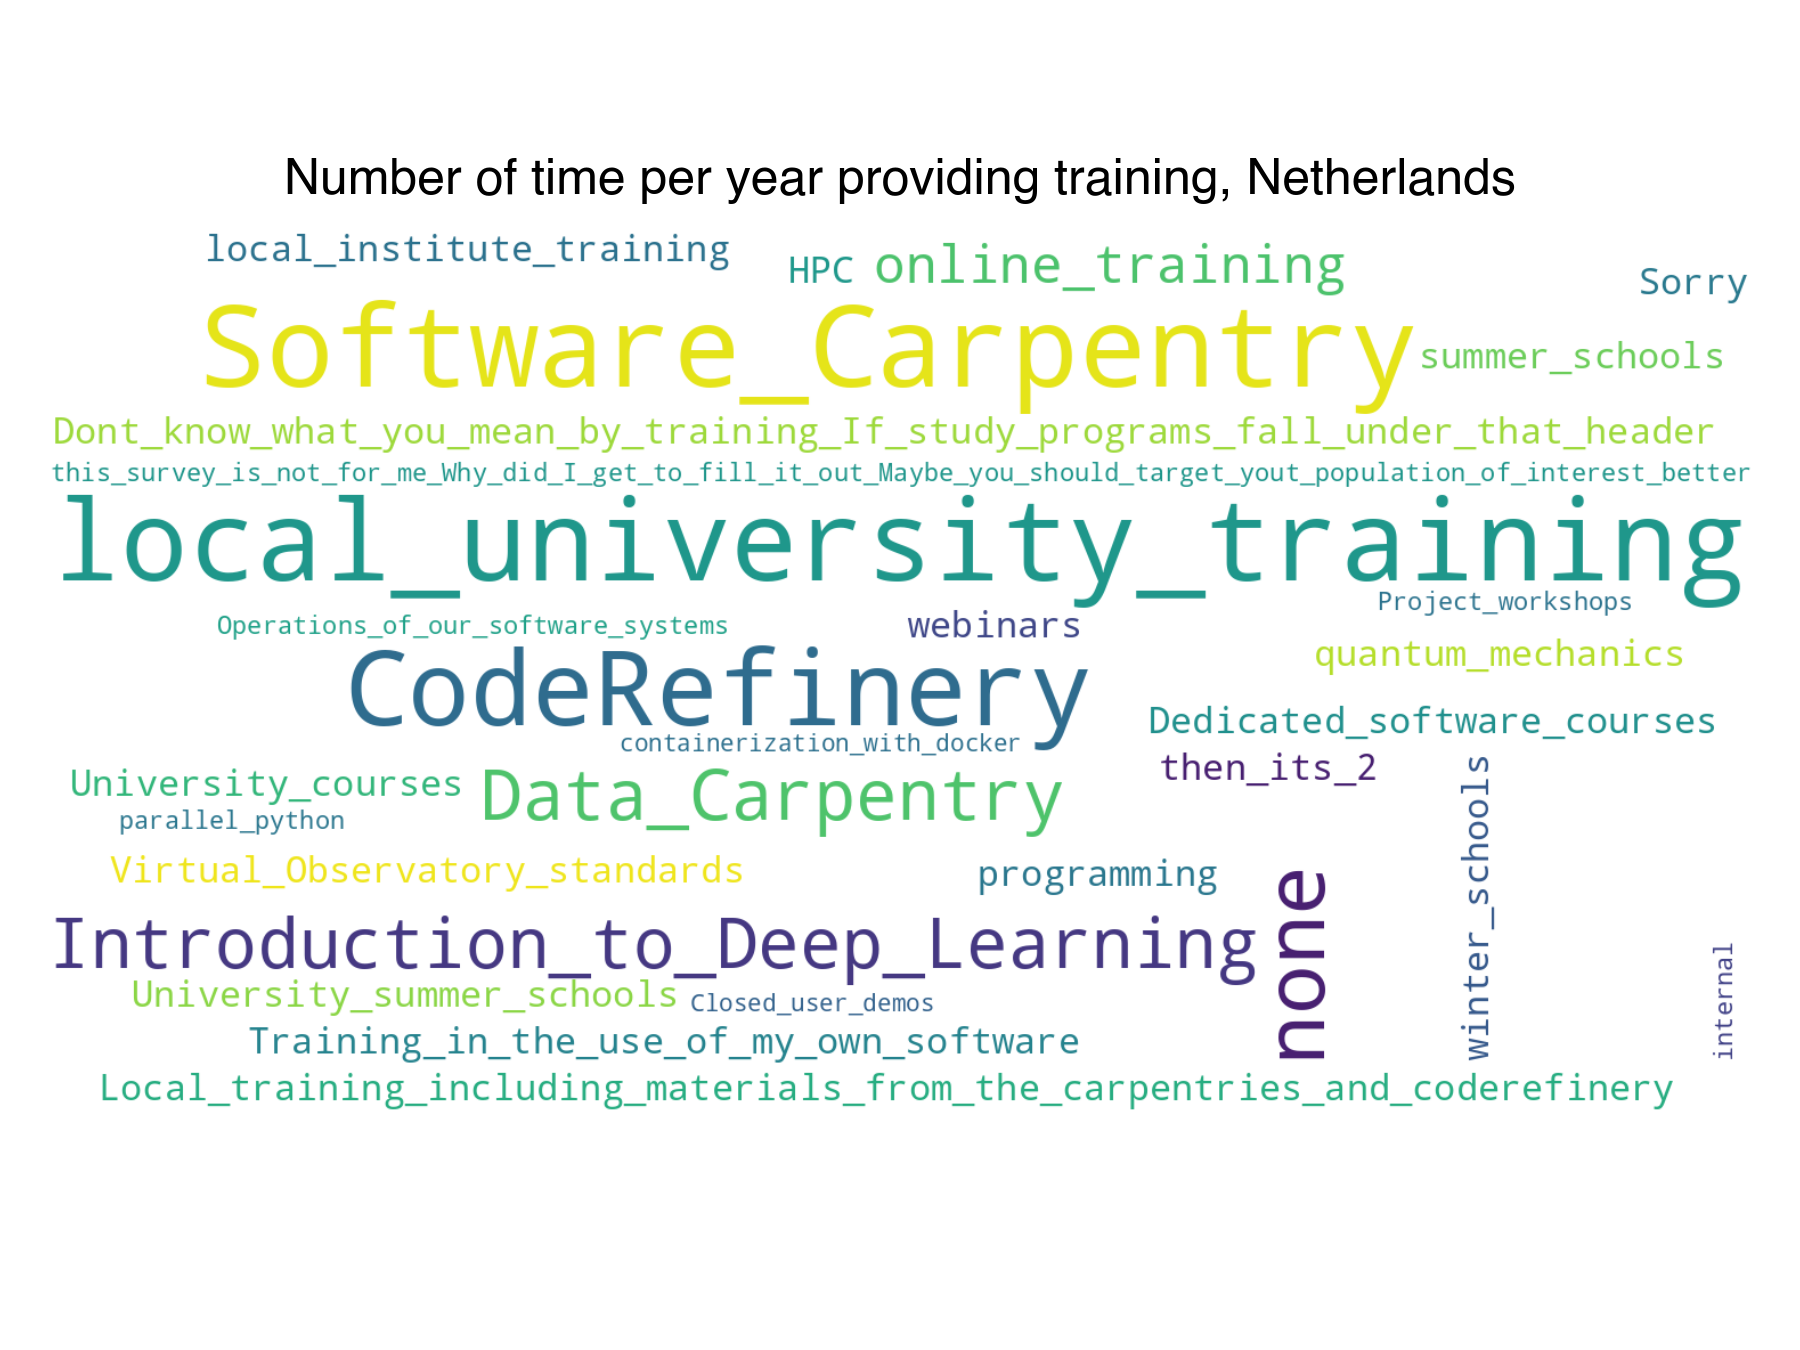 Number of time per year providing training, Netherlands
local_institute_training
HPC
online_training
Sorry
Software_Carpentry
summer_schools
Dont_know_what_you_mean_by_training_If_study_programs_fall_under_that_header
this_survey_is_not_for_me_Why_did_I_get_to_fill_it_out_Maybe_you_should_target_yout_population_of_interest_better
local_university_training
Project_workshops
Operations_of_our_software_systems
webinars
quantum_mechanics
CodeRefinery
Dedicated_software_courses
containerization_with_docker
then_its_2
University_courses
Data_Carpentry
winter_schools
parallel_python
Virtual_Observatory_standards
programming
none
Introduction_to_Deep_Learning
internal
University_summer_schools
Closed_user_demos
Training_in_the_use_of_my_own_software
Local_training_including_materials_from_the_carpentries_and_coderefinery